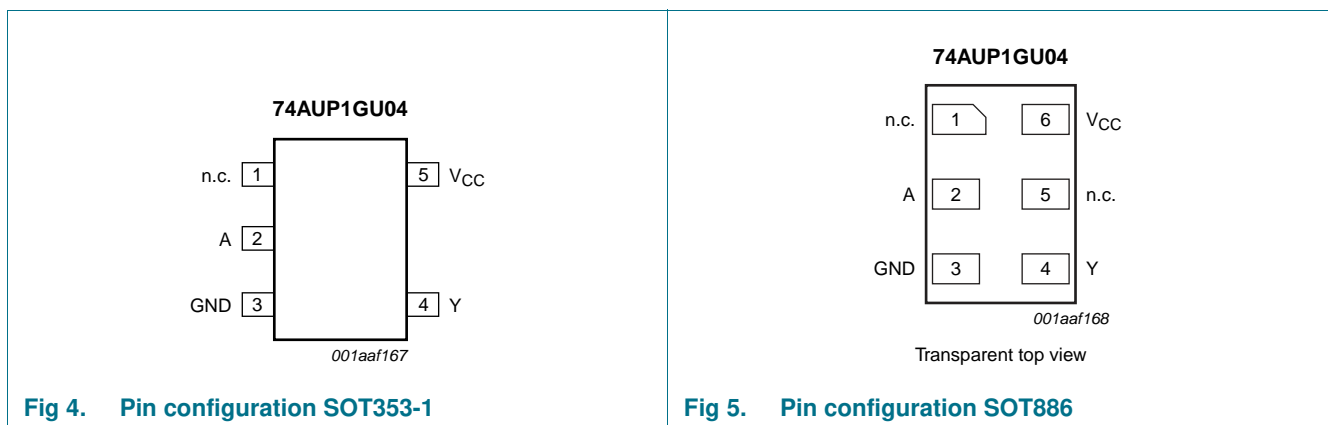 74AUP1GU04
n.c. 1
5 VCC
A 2
GND 3
4 Y
001aaf167
Fig 4. Pin configuration SOT353-1
74AUP1GU04
n.c. 1
6 VCC
A 2
5 n.c.
GND 3
4 Y
001aaf168
Transparent top view
Fig 5. Pin configuration SOT886